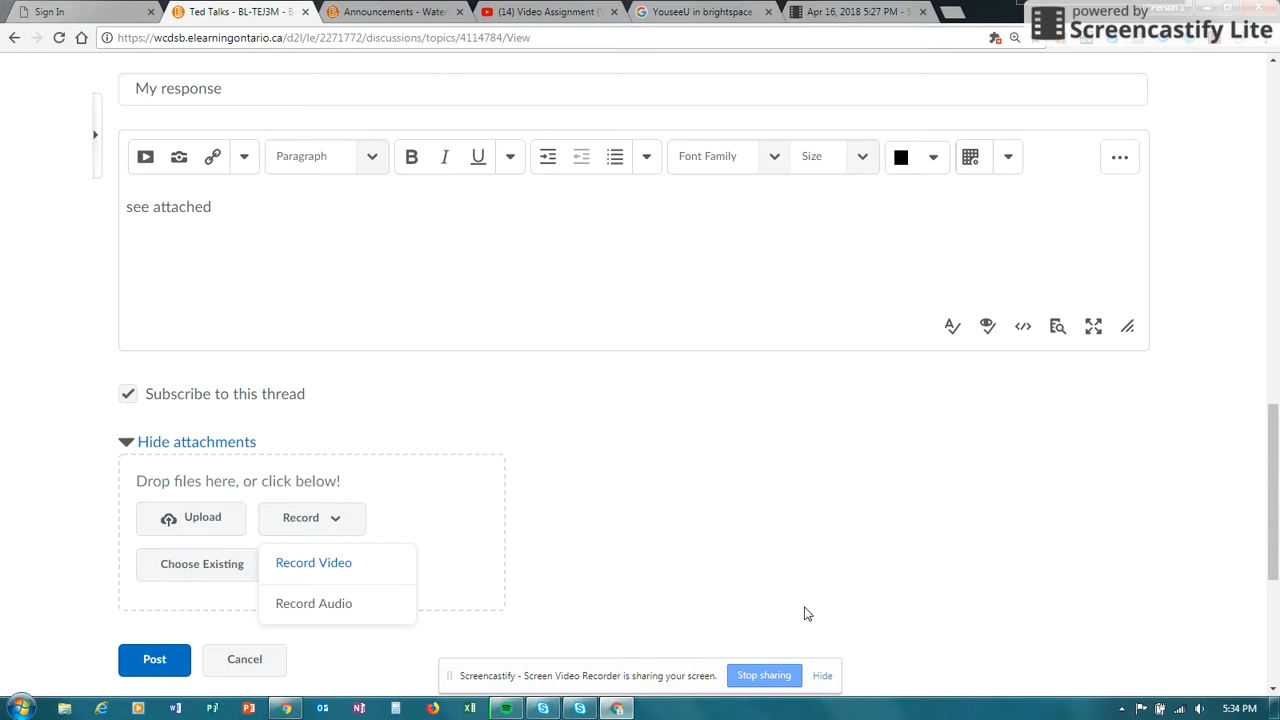 Sign In
Ted Talks - BL-TEJ3M - E
Announcements - Water
(14) Video Assignment (Y
YouseeU in brightspace
Apr 16, 2018 5:27 PM - S
powered by
Screencastify Lite
https://wcdsb.elearningontario.ca/d2l/le/2271772/
topics/4114784/View
My response
Paragraph
B I U
Font Family
Size
see attached
Subscribe to this thread
Hide attachments
Drop files here, or click below!
Upload
Record
Choose Existing
Record Video
Record Audio
Post
Cancel
Screencastify - Screen Video Recorder is sharing your screen.
Stop sharing
Hide
5:34 PM